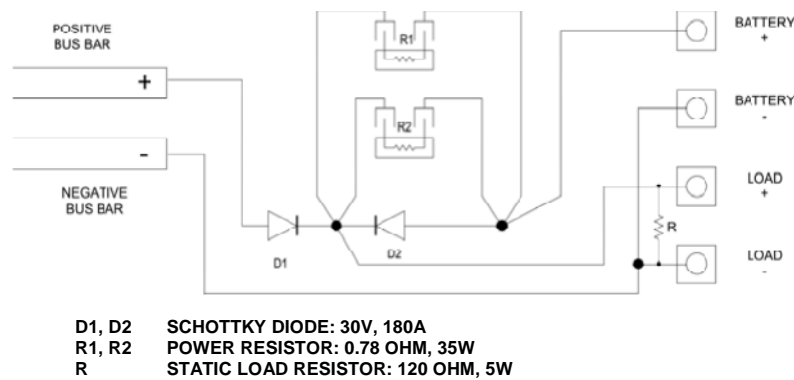 POSITIVE
BUS BAR
+
-
NEGATIVE
BUS BAR
R1
R2
D1
D2
R
BATTERY
+
BATTERY
-
LOAD
+
LOAD
-
D1, D2 SCHOTTKY DIODE: 30V, 180A
R1, R2 POWER RESISTOR: 0.78 OHM, 35W
R STATIC LOAD RESISTOR: 120 OHM, 5W